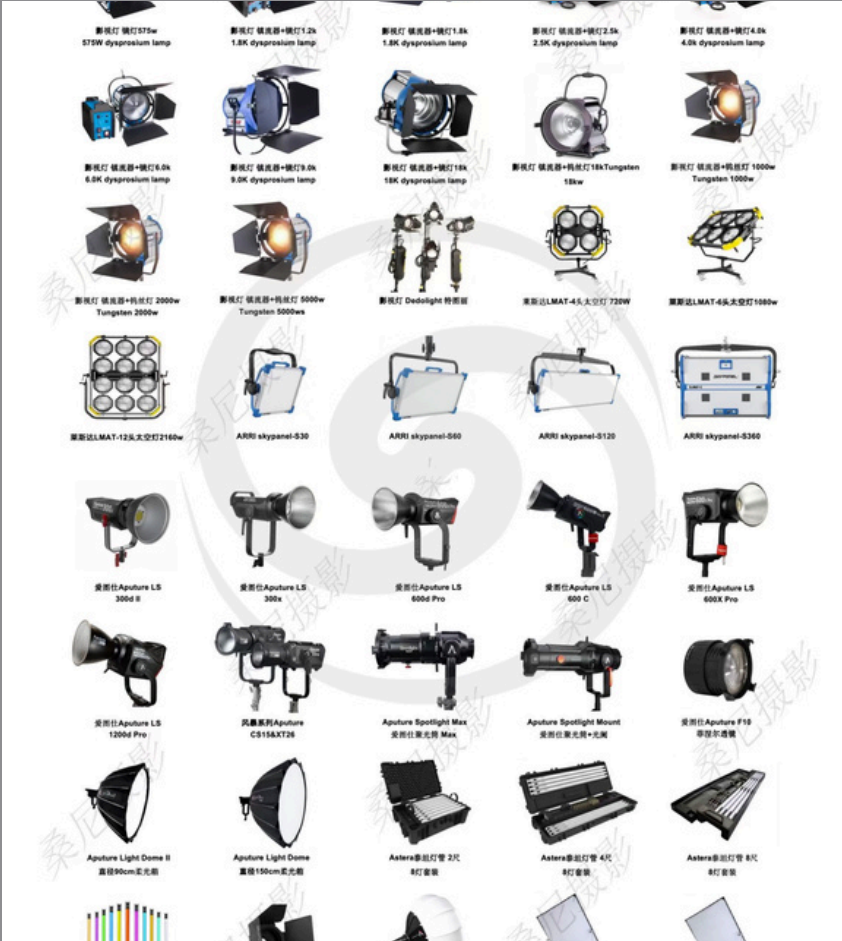 影视灯 镝灯575w
575W dysprosium lamp
影视灯 镇流器+镝灯1.2k
1.8K dysprosium lamp
影视灯 镇流器+镝灯1.8k
1.8K dysprosium lamp
影视灯 镇流器+镝灯2.5k
2.5K dysprosium lamp
影视灯 镇流器+镝灯4.0k
4.0k dysprosium lamp
影视灯 镇流器+镝灯6.0k
6.0K dysprosium lamp
影视灯 镇流器+镝灯9.0k
9.0K dysprosium lamp
影视灯 镇流器+镝灯18k
18K dysprosium lamp
影视灯 镇流器+钨丝灯18kTungsten
18kw
影视灯 镇流器+钨丝灯 1000w
Tungsten 1000w
影视灯 镇流器+钨丝灯 2000w
Tungsten 2000w
影视灯 镇流器+钨丝灯 5000w
Tungsten 5000ws
影视灯 Dedolight 特图丽
莱斯达LMAT-4头太空灯 720W
莱斯达LMAT-6头太空灯1080w
莱斯达LMAT-12头太空灯2160w
ARRI skypanel-S30
ARRI skypanel-S60
ARRI skypanel-S120
ARRI skypanel-S360
爱图仕Aputure LS
300d II
爱图仕Aputure LS
300x
爱图仕Aputure LS
600d Pro
爱图仕Aputure LS
600 C
爱图仕Aputure LS
600X Pro
爱图仕Aputure LS
1200d Pro
风暴系列Aputure
CS15&XT26
Aputure Spotlight Max
爱图仕聚光筒 Max
Aputure Spotlight Mount
爱图仕聚光筒+光阑
爱图仕Aputure F10
菲涅尔透镜
Aputure Light Dome II
直径90cm柔光箱
Aputure Light Dome
直径150cm柔光箱
Astera泰坦灯管 2尺
8灯套装
Astera泰坦灯管 4尺
8灯套装
Astera泰坦灯管 8尺
8灯套装
桑尼摄影